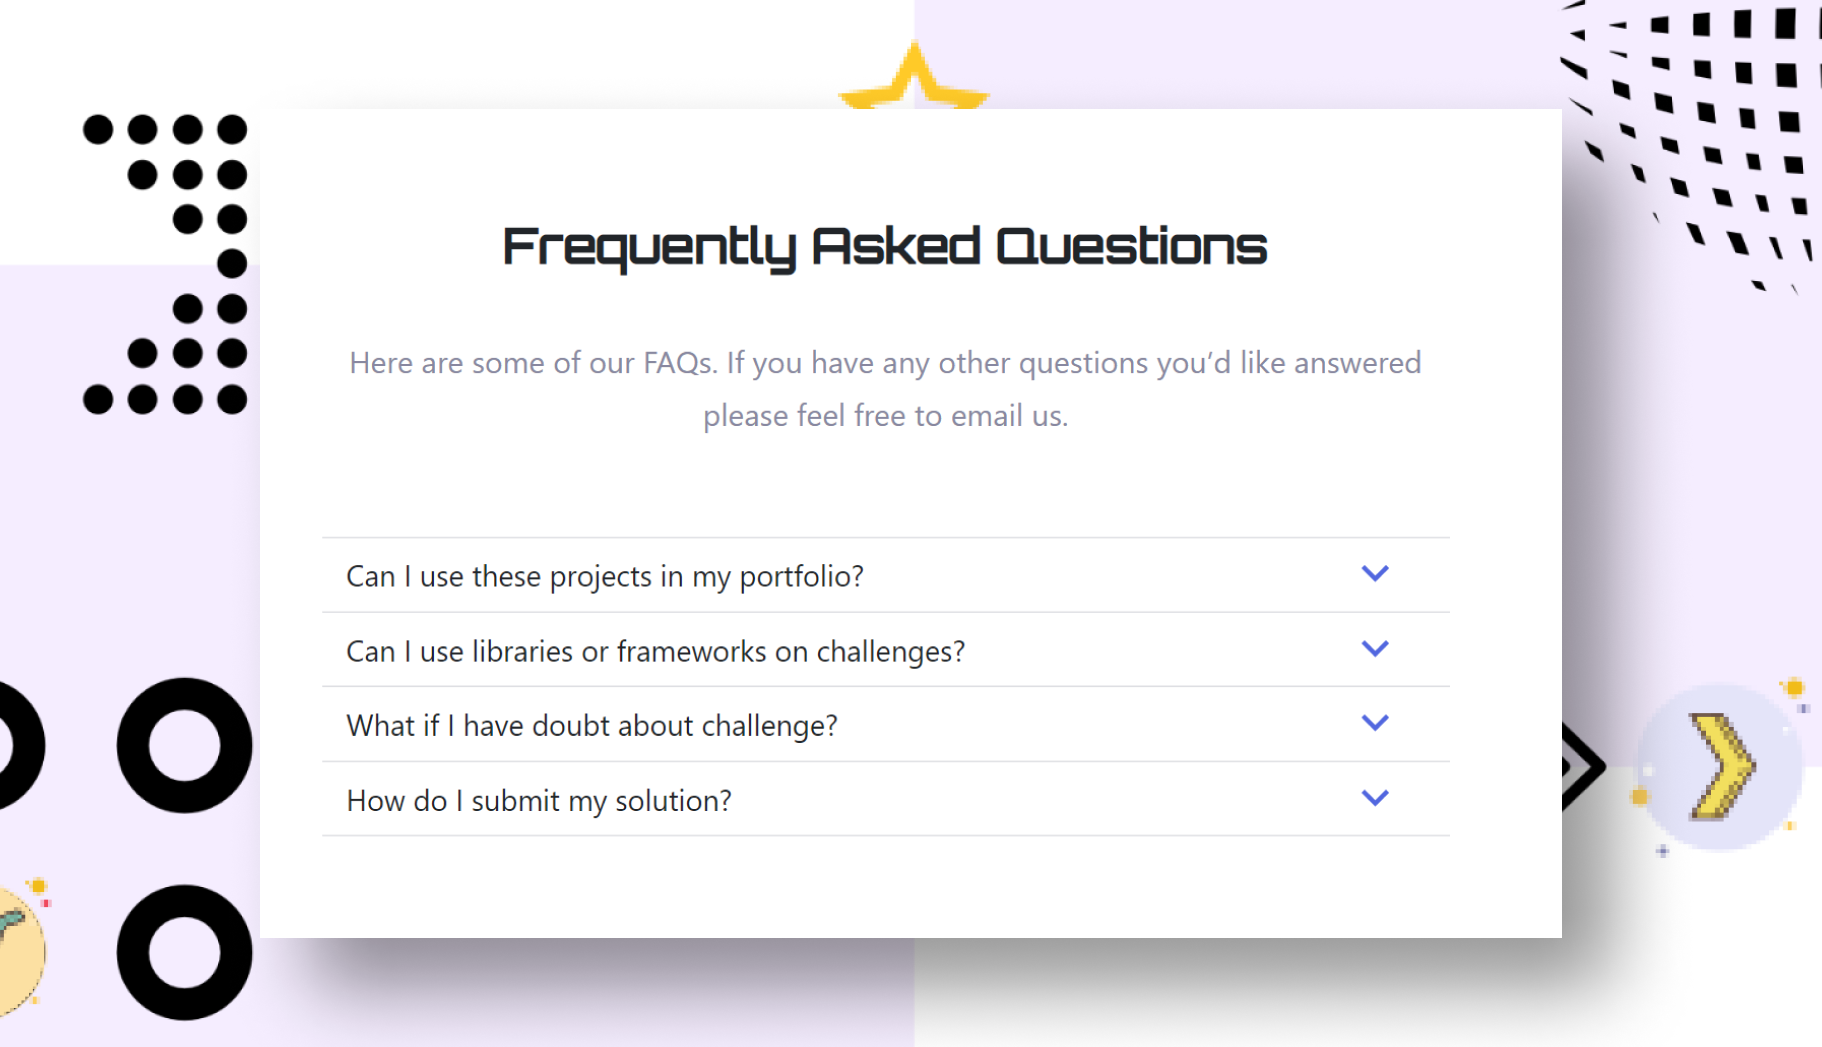 Frequently Asked Questions
Here are some of our FAQs. If you have any other questions you’d like answered
please feel free to email us.
Can I use these projects in my portfolio?
Can I use libraries or frameworks on challenges?
What if I have doubt about challenge?
How do I submit my solution?